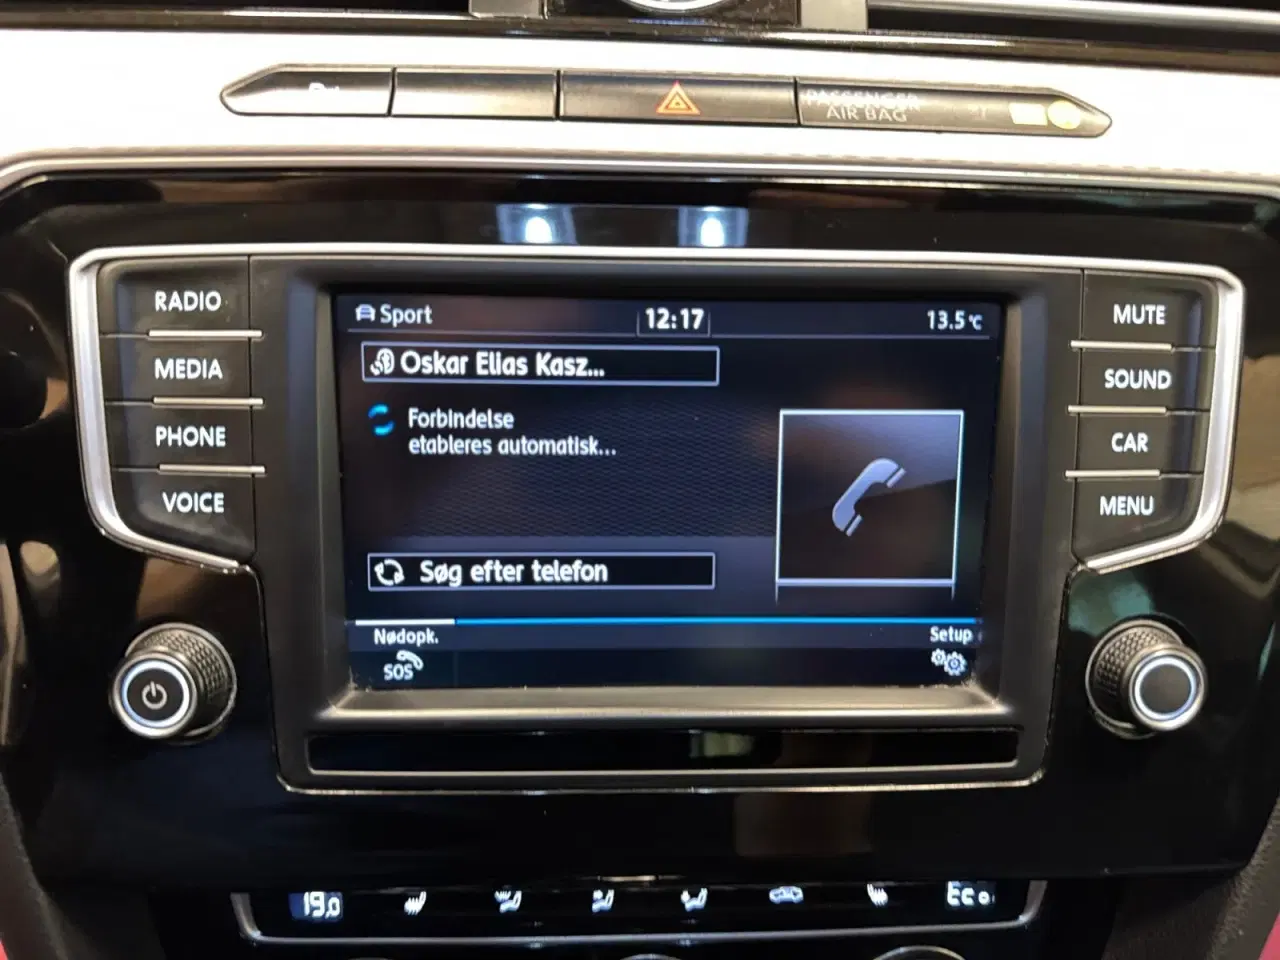 PASSENGER
AIR BAG
RADIO
MEDIA
PHONE
VOICE
Sport
12:17
13.5°C
Oskar Elias Kasz...
Forbindelse
etableres automatisk...
Søg efter telefon
Nødopk.
SOS
Setup
MUTE
SOUND
CAR
MENU
19.0